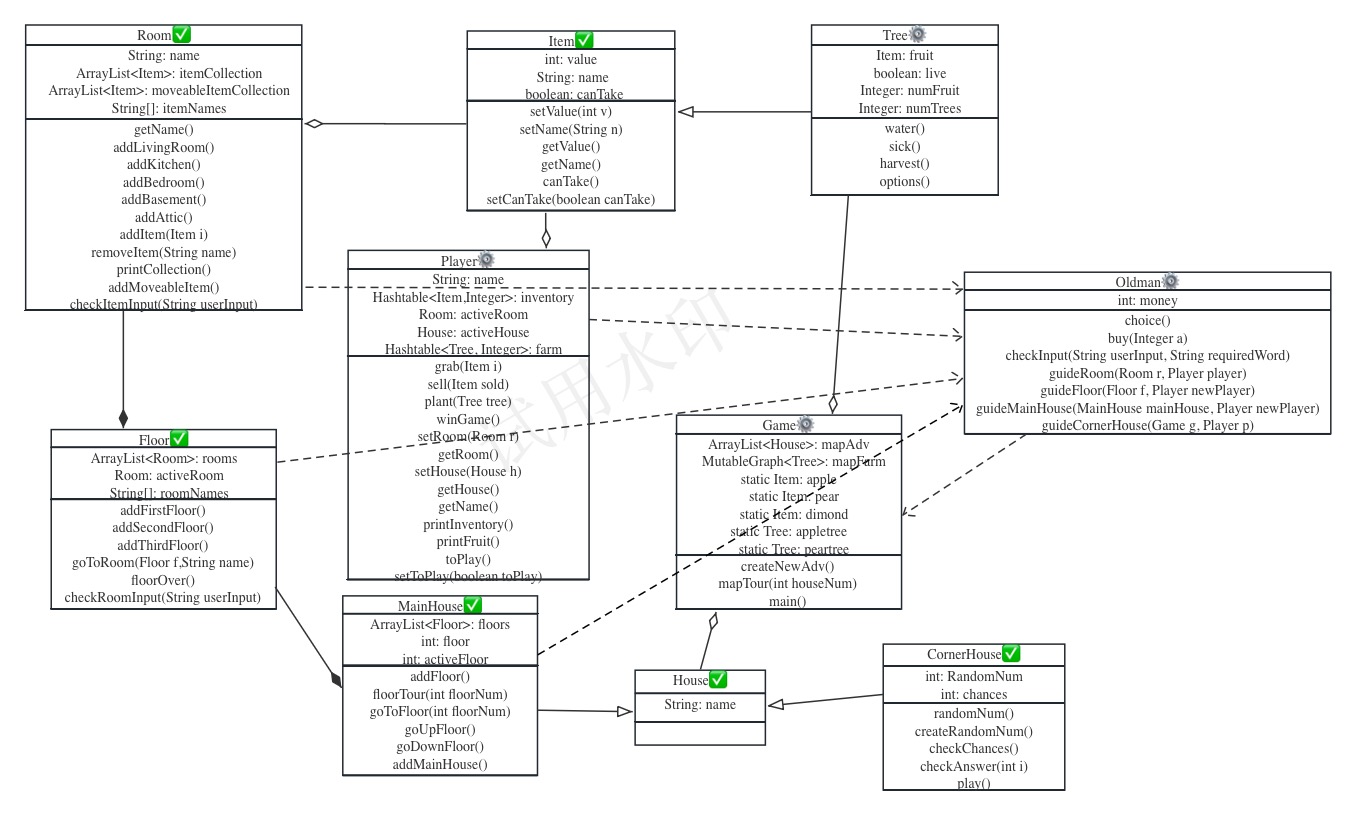 Room✅
String: name
ArrayList<Item>: itemCollection
ArrayList<Item>: moveableItemCollection
String[]: itemNames
getName()
addLivingRoom()
addKitchen()
addBedroom()
addBasement()
addAttic()
addItem(Item i)
removeItem(String name)
printCollection()
addMoveableItem()
checkItemInput(String userInput)
Item✅
int: value
String: name
boolean: canTake
setValue(int v)
setName(String n)
getValue()
getName()
canTake()
setCanTake(boolean canTake)
Tree⚙️
Item: fruit
boolean: live
Integer: numFruit
Integer: numTrees
water()
sick()
harvest()
options()
Player⚙️
String: name
Hashtable<Item,Integer>: inventory
Room: activeRoom
House: activeHouse
Hashtable<Tree, Integer>: farm
grab(Item i)
sell(Item sold)
plant(Tree tree)
winGame()
setRoom(Room r)
getRoom()
setHouse(House h)
getHouse()
getName()
printInventory()
printFruit()
toPlay()
setToPlay(boolean toPlay)
Oldman⚙️
int: money
choice()
buy(Integer a)
checkInput(String userInput, String requiredWord)
guideRoom(Room r, Player player)
guideFloor(Floor f, Player newPlayer)
guideMainHouse(MainHouse mainHouse, Player newPlayer)
guideCornerHouse(Game g, Player p)
Floor✅
ArrayList<Room>: rooms
Room: activeRoom
String[]: roomNames
addFirstFloor()
addSecondFloor()
addThirdFloor()
goToRoom(Floor f,String name)
floorOver()
checkRoomInput(String userInput)
Game⚙️
ArrayList<House>: mapAdv
MutableGraph<Tree>: mapFarm
static Item: apple
static Item: pear
static Item: dimond
static Tree: appletree
static Tree: peartree
createNewAdv()
mapTour(int houseNum)
main()
MainHouse✅
ArrayList<Floor>: floors
int: floor
int: activeFloor
addFloor()
floorTour(int floorNum)
goToFloor(int floorNum)
goUpFloor()
goDownFloor()
addMainHouse()
House✅
String: name
CornerHouse✅
int: RandomNum
int: chances
randomNum()
createRandomNum()
checkChances()
checkAnswer(int i)
play()
试用水印